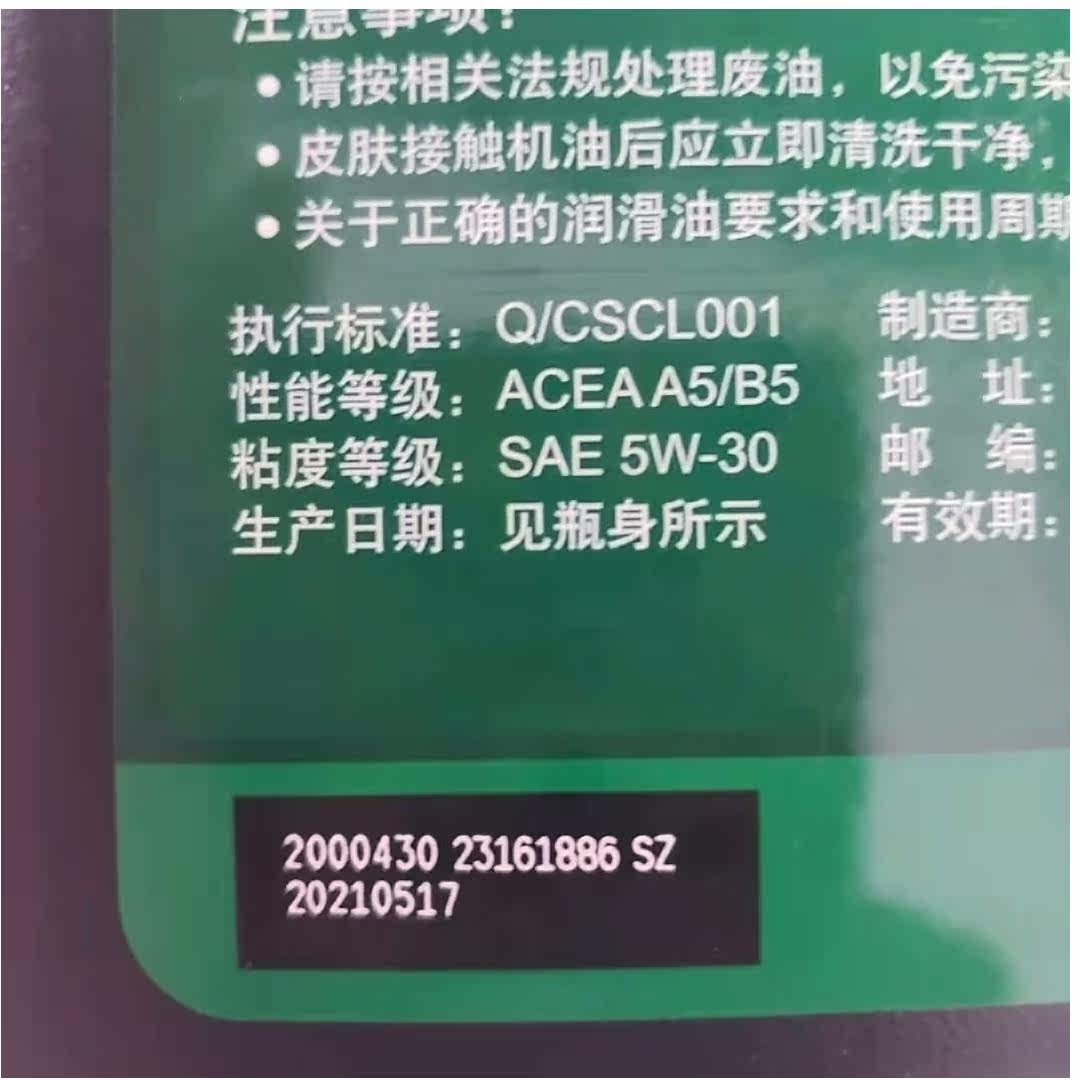 注意事项：
• 请按相关法规处理废油，以免污染
• 皮肤接触机油后应立即清洗干净，
• 关于正确的润滑油要求和使用周期
执行标准：Q/CSCL001 制造商：
性能等级：ACEA A5/B5 地 址：
粘度等级：SAE 5W-30 邮 编：
生产日期：见瓶身所示 有效期：
2000430 23161886 SZ
20210517